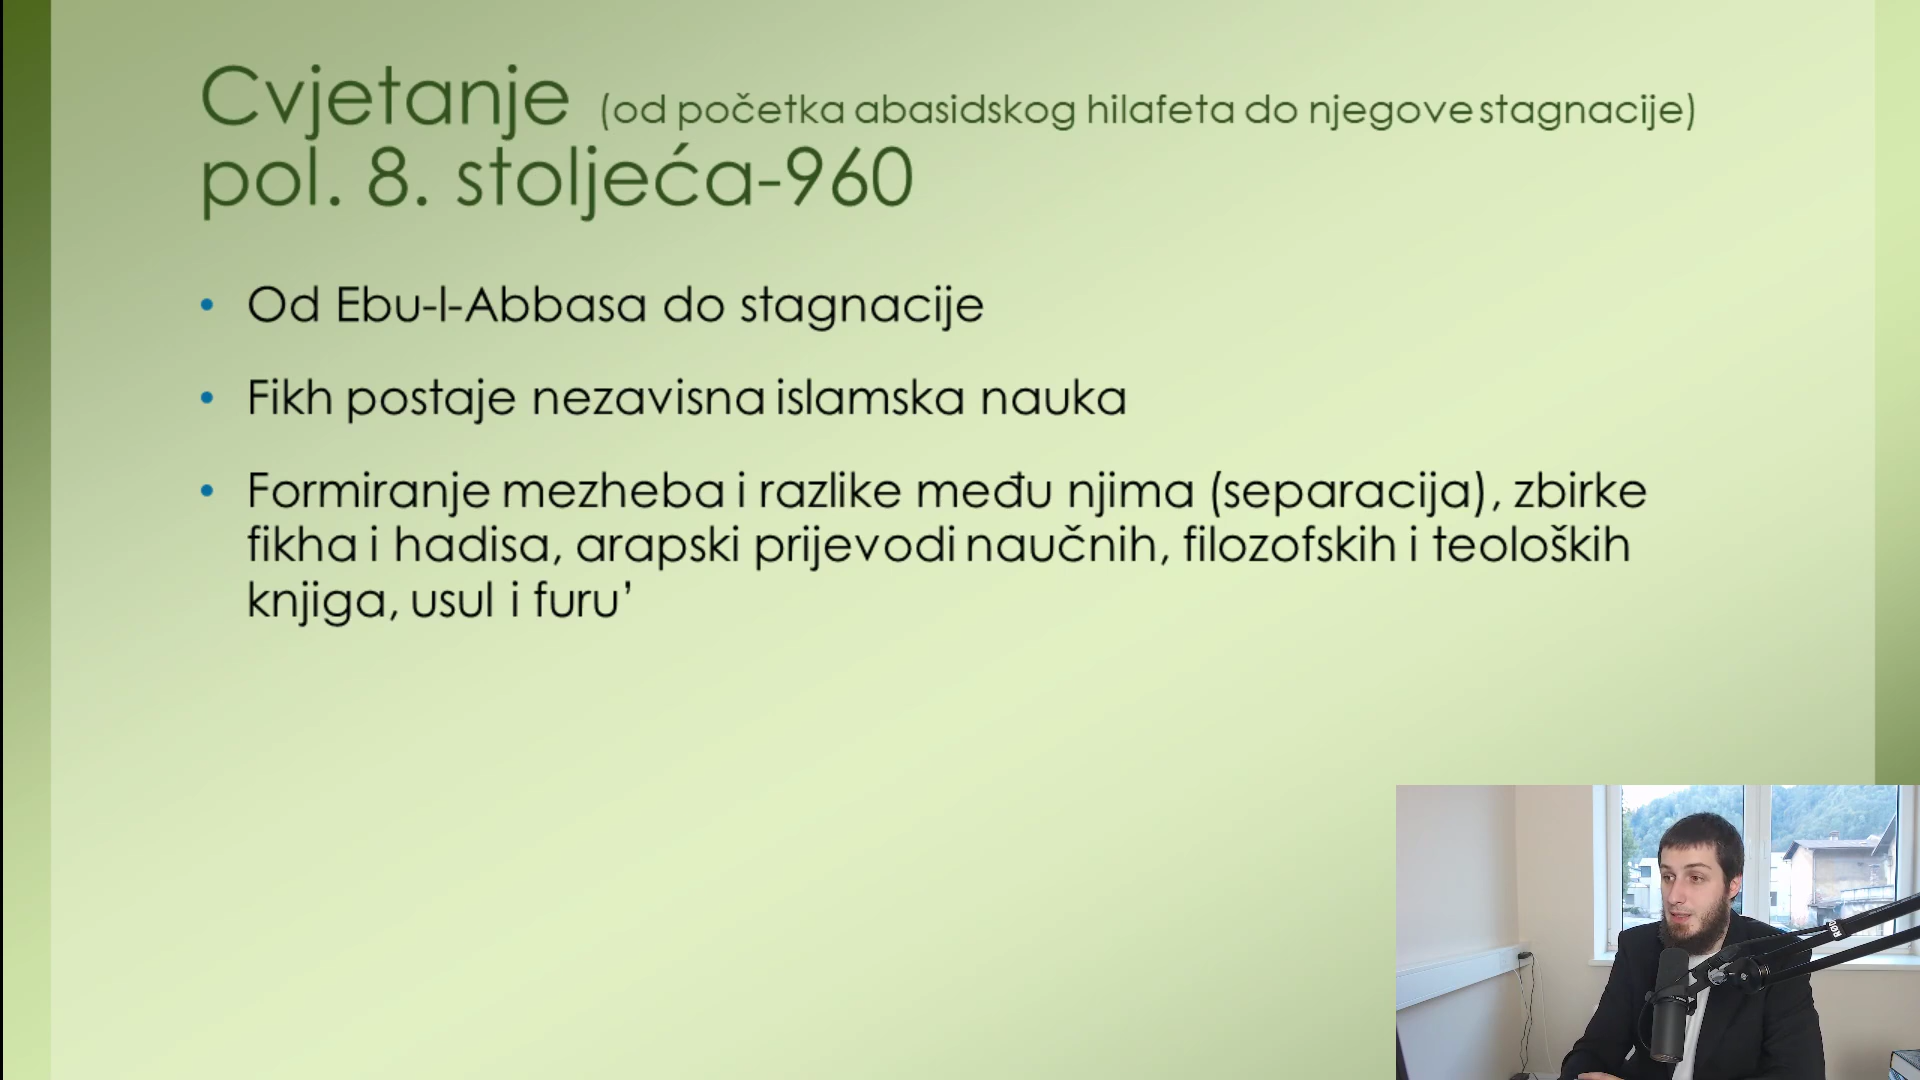 Cvjetanje (od početka abasidskog hilafeta do njegove stagnacije)
pol. 8. stoljeća-960
• Od Ebu-l-Abbasa do stagnacije
• Fikh postaje nezavisna islamska nauka
• Formiranje mezheba i razlike među njima (separacija), zbirke
fikha i hadisa, arapski prijevodi naučnih, filozofskih i teoloških
knjiga, usul i furu’